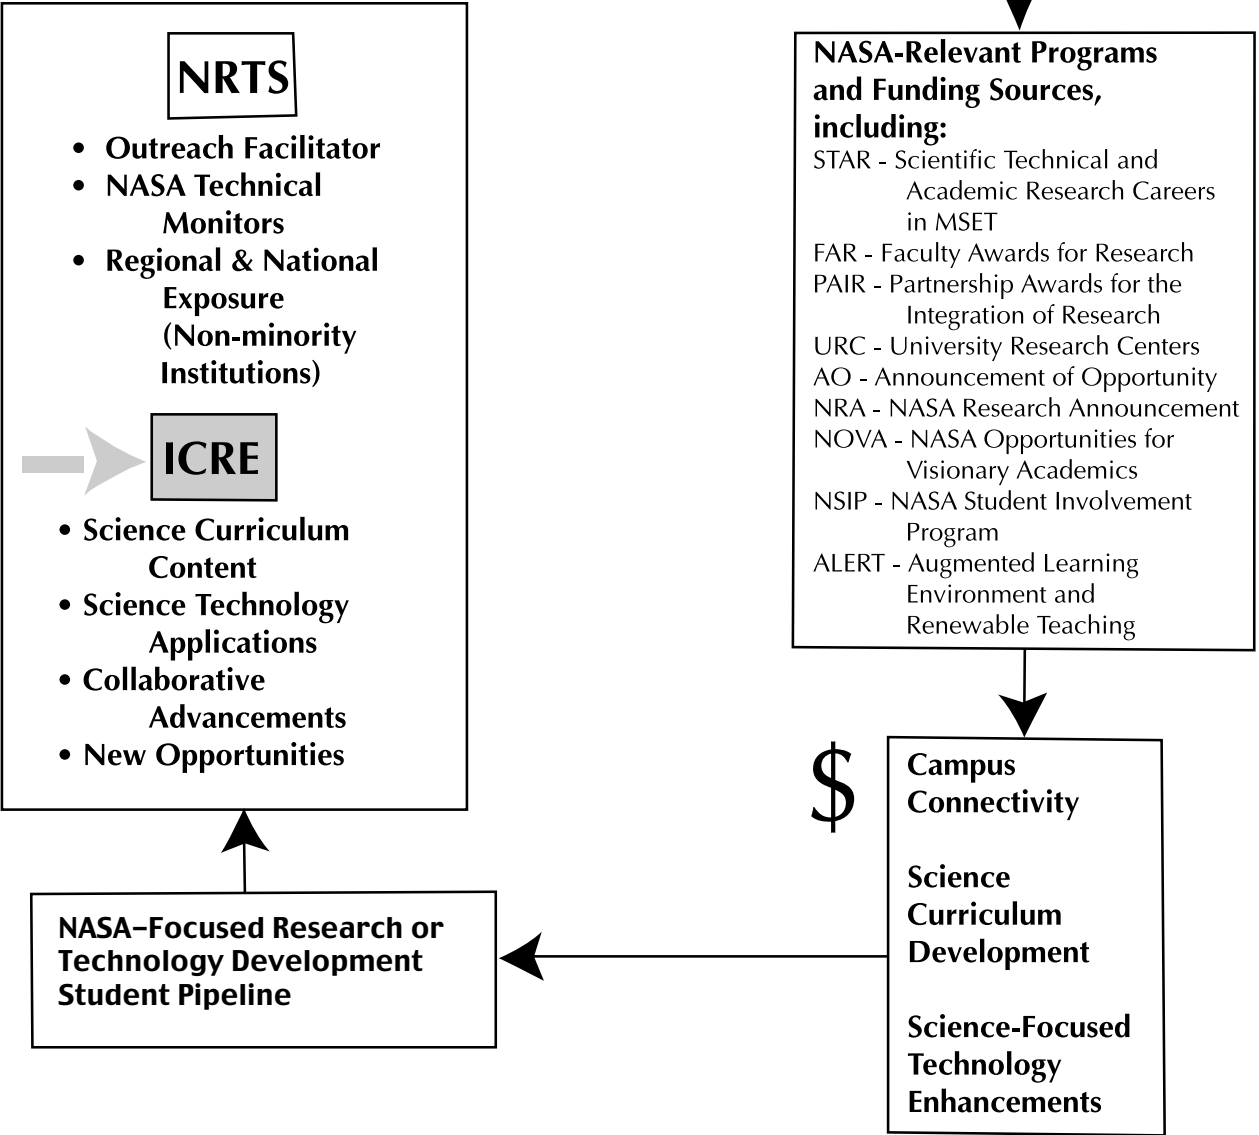 NRTS
• Outreach Facilitator
• NASA Technical
Monitors
• Regional & National
Exposure
(Non-minority
Institutions)
ICRE
• Science Curriculum
Content
• Science Technology
Applications
• Collaborative
Advancements
• New Opportunities
NASA-Relevant Programs
and Funding Sources,
including:
STAR - Scientific Technical and
Academic Research Careers
in MSET
FAR - Faculty Awards for Research
PAIR - Partnership Awards for the
Integration of Research
URC - University Research Centers
AO - Announcement of Opportunity
NRA - NASA Research Announcement
NOVA - NASA Opportunities for
Visionary Academics
NSIP - NASA Student Involvement
Program
ALERT - Augmented Learning
Environment and
Renewable Teaching
$
Campus
Connectivity
Science
Curriculum
Development
Science-Focused
Technology
Enhancements
NASA–Focused Research or
Technology Development
Student Pipeline